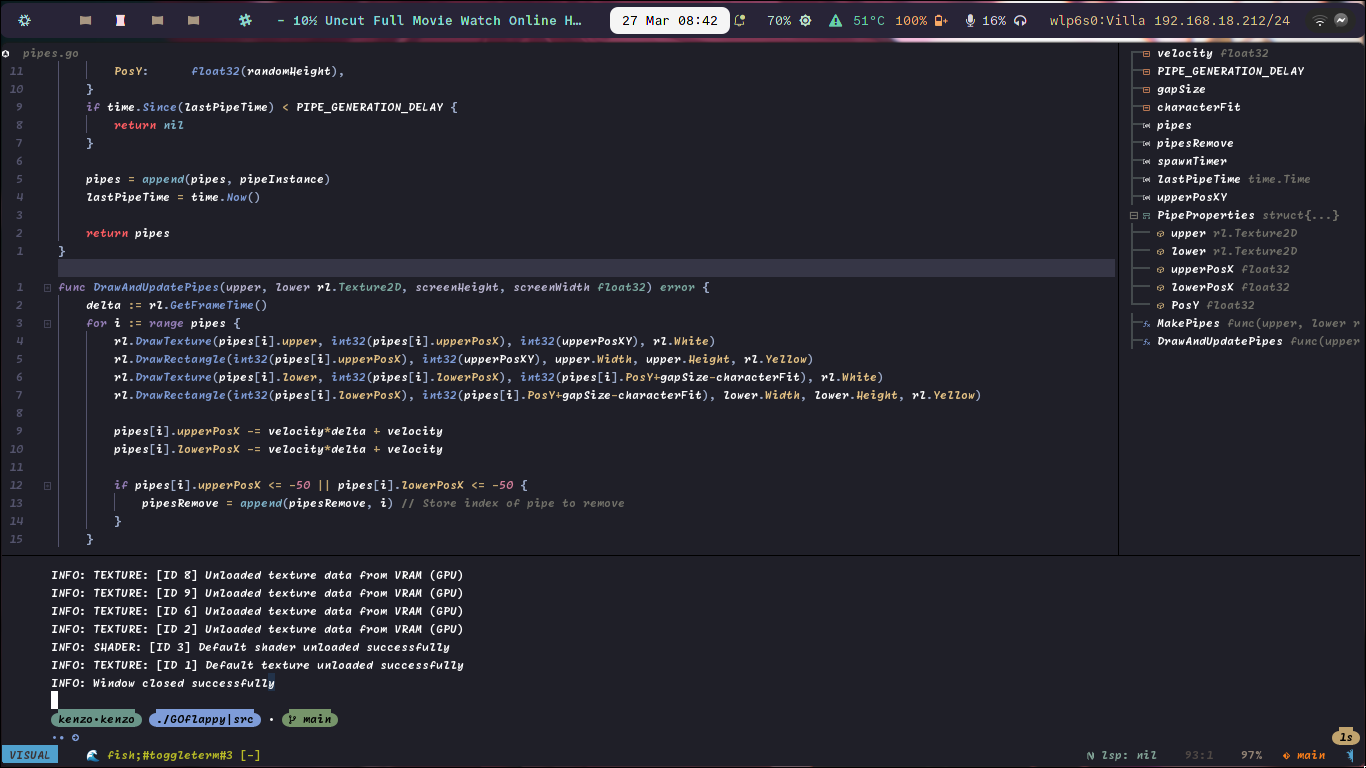 - 10½ Uncut Full Movie Watch Online H… 27 Mar 08:42 70% 51°C 100% 16% wlp6s0:Villa 192.168.18.212/24
pipes.go
11 PosY: float32(randomHeight),
10 }
9 if time.Since(lastPipeTime) < PIPE_GENERATION_DELAY {
8 return nil
7 }
6
5 pipes = append(pipes, pipeInstance)
4 lastPipeTime = time.Now()
3
2 return pipes
1 }
1 func DrawAndUpdatePipes(upper, lower rl.Texture2D, screenHeight, screenWidth float32) error {
2 delta := rl.GetFrameTime()
3 for i := range pipes {
4 rl.DrawTexture(pipes[i].upper, int32(pipes[i].upperPosX), int32(upperPosXY), rl.White)
5 rl.DrawRectangle(int32(pipes[i].upperPosX), int32(upperPosXY), upper.Width, upper.Height, rl.Yellow)
6 rl.DrawTexture(pipes[i].lower, int32(pipes[i].lowerPosX), int32(pipes[i].PosY+gapSize-characterFit), rl.White)
7 rl.DrawRectangle(int32(pipes[i].lowerPosX), int32(pipes[i].PosY+gapSize-characterFit), lower.Width, lower.Height, rl.Yellow)
8
9 pipes[i].upperPosX -= velocity*delta + velocity
10 pipes[i].lowerPosX -= velocity*delta + velocity
11
12 if pipes[i].upperPosX <= -50 || pipes[i].lowerPosX <= -50 {
13 pipesRemove = append(pipesRemove, i) // Store index of pipe to remove
14 }
15 }
velocity float32
PIPE_GENERATION_DELAY
gapSize
characterFit
pipes
pipesRemove
spawnTimer
lastPipeTime time.Time
upperPosXY
PipeProperties struct{...}
upper rl.Texture2D
lower rl.Texture2D
upperPosX float32
lowerPosX float32
PosY float32
MakePipes func(upper, lower r
DrawAndUpdatePipes func(upper
INFO: TEXTURE: [ID 8] Unloaded texture data from VRAM (GPU)
INFO: TEXTURE: [ID 9] Unloaded texture data from VRAM (GPU)
INFO: TEXTURE: [ID 6] Unloaded texture data from VRAM (GPU)
INFO: TEXTURE: [ID 2] Unloaded texture data from VRAM (GPU)
INFO: SHADER: [ID 3] Default shader unloaded successfully
INFO: TEXTURE: [ID 1] Default texture unloaded successfully
INFO: Window closed successfully
kenzo•kenzo ./GOflappy|src • main
1s
VISUAL fish;#toggleterm#3 [-] lsp: nil 93:1 97% main